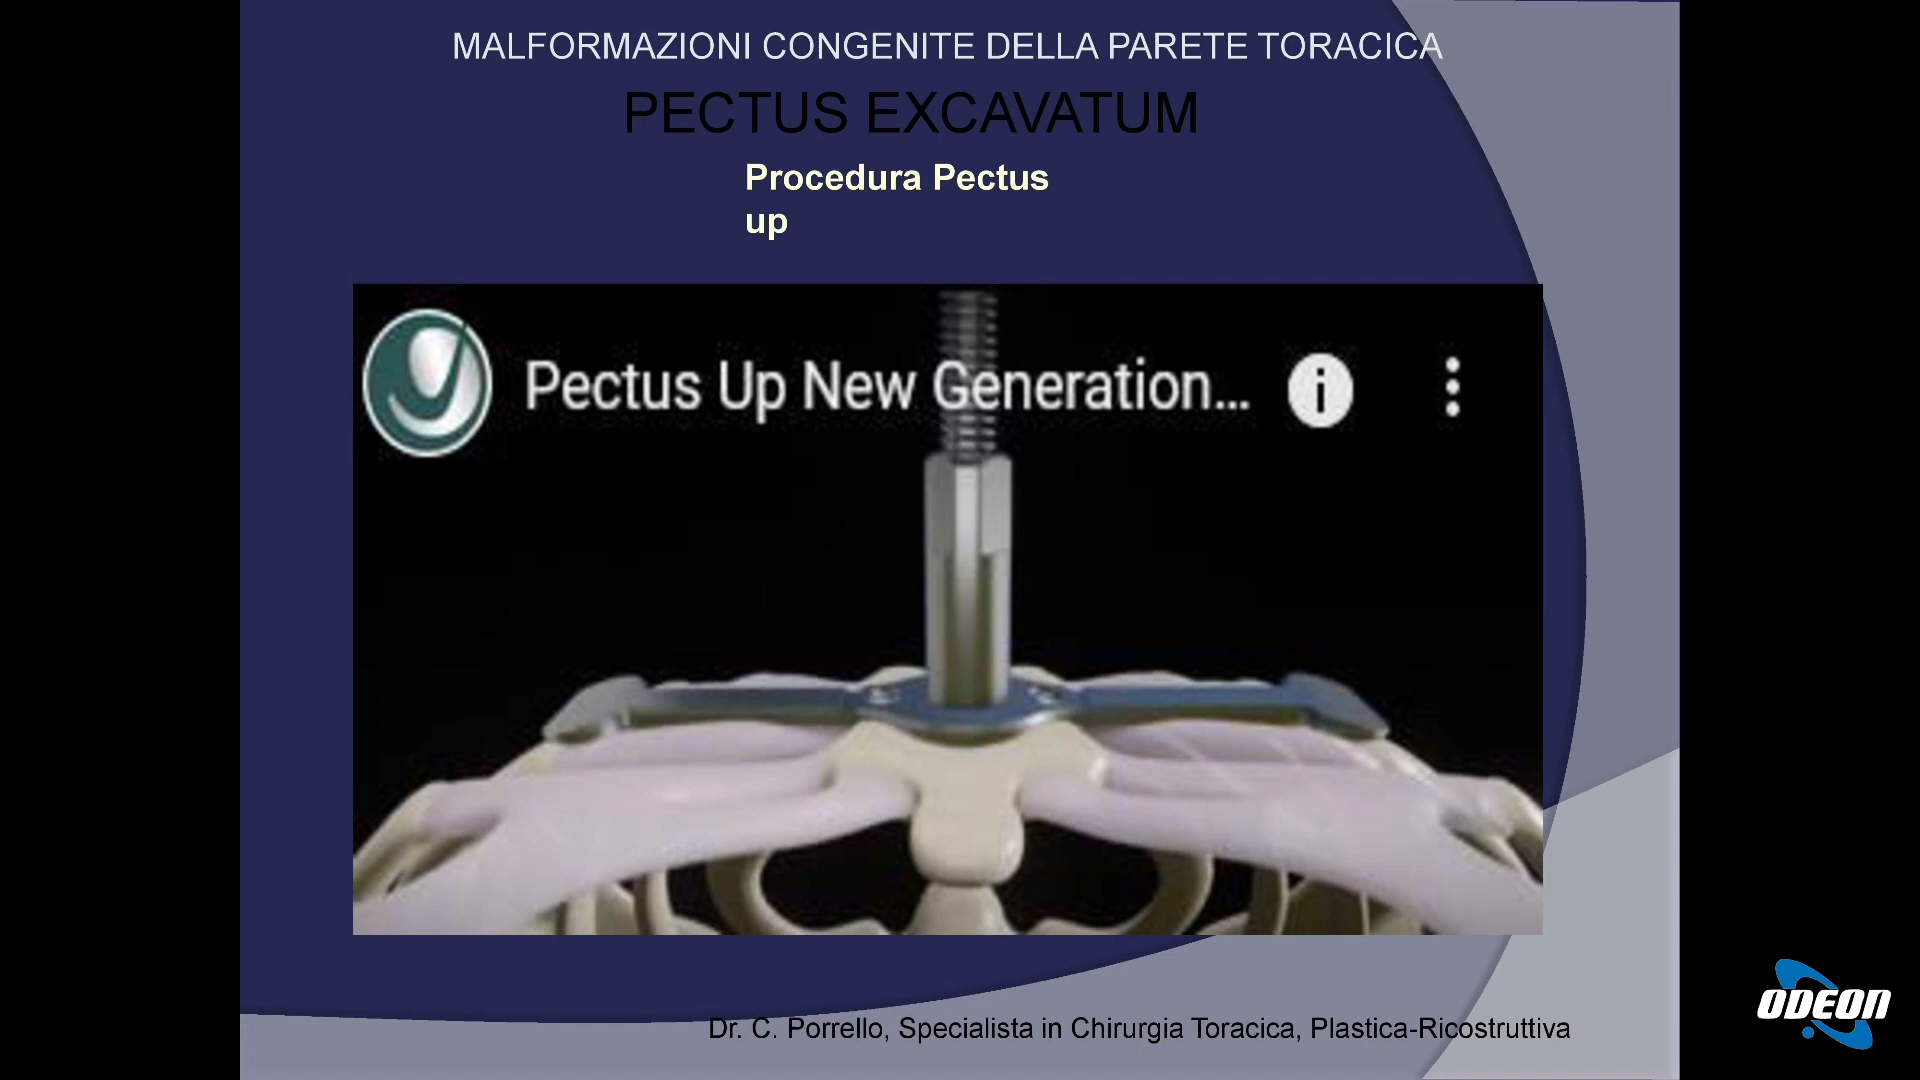 MALFORMAZIONI CONGENITE DELLA PARETE TORACICA
PECTUS EXCAVATUM
Procedura Pectus
up
Pectus Up New Generation...
Dr. C. Porrello, Specialista in Chirurgia Toracica, Plastica-Ricostruttiva
ODEON